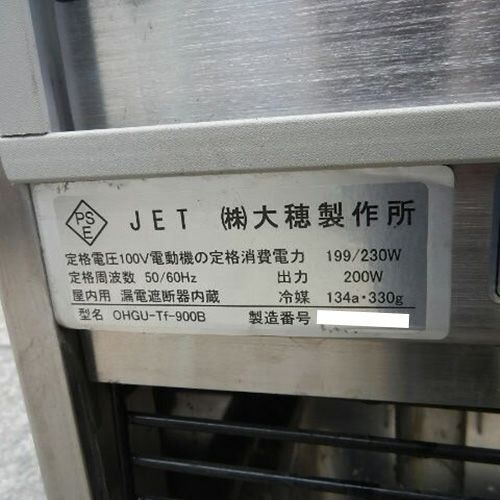 PS
E JET ㈱大穂製作所
定格電圧100V電動機の定格消費電力 199/230W
定格周波数 50/60Hz 出力 200W
屋内用 漏電遮断器内蔵 冷媒 134a・330g
型名 OHGU-Tf-900B 製造番号